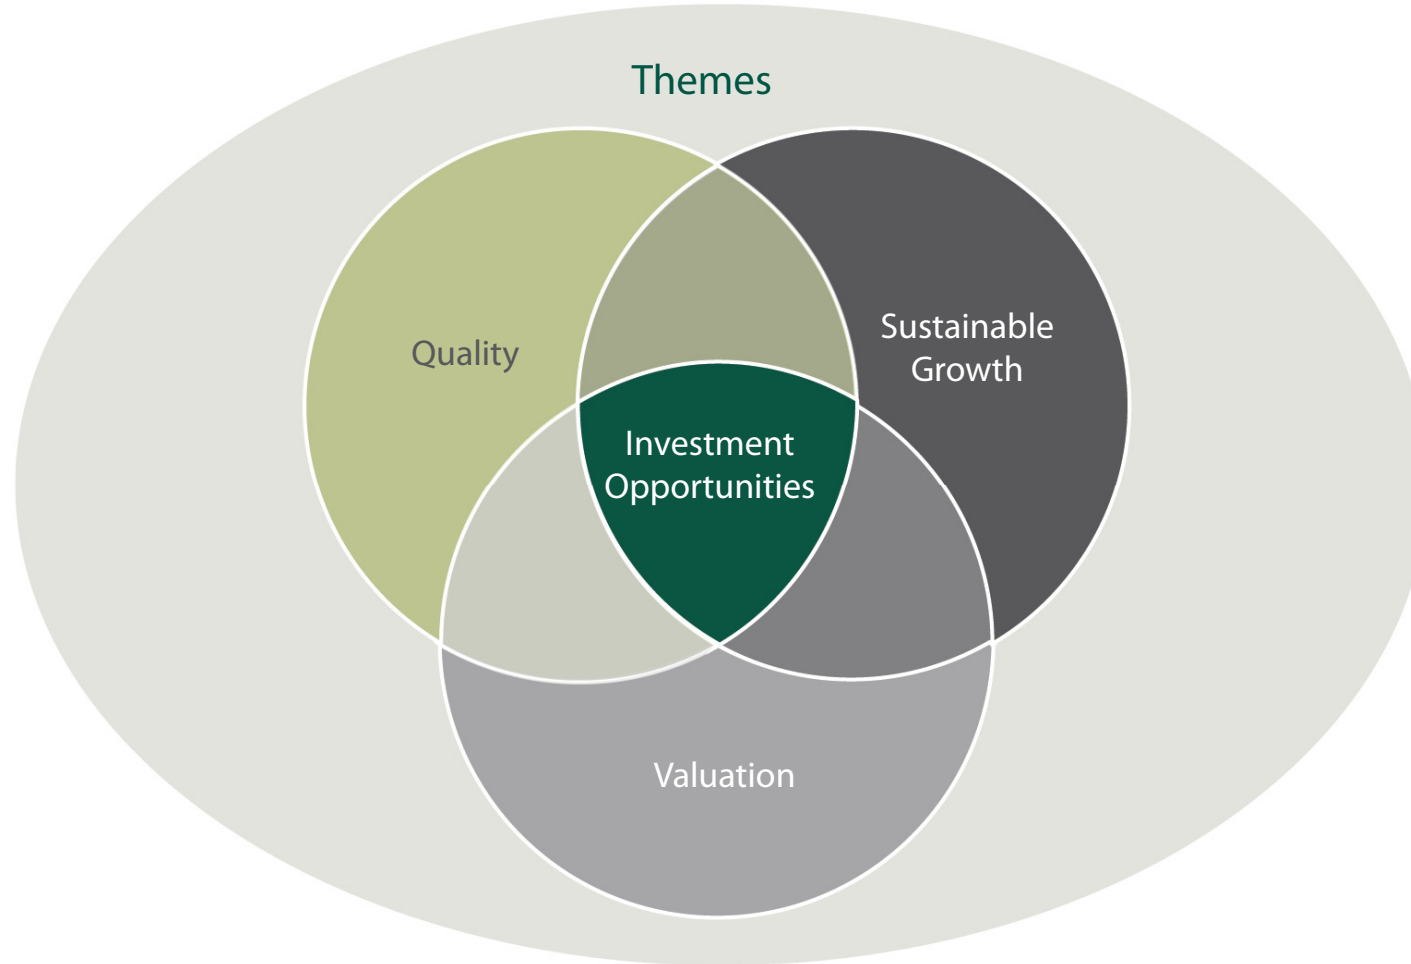 Themes
Quality
Sustainable
Growth
Investment
Opportunities
Valuation